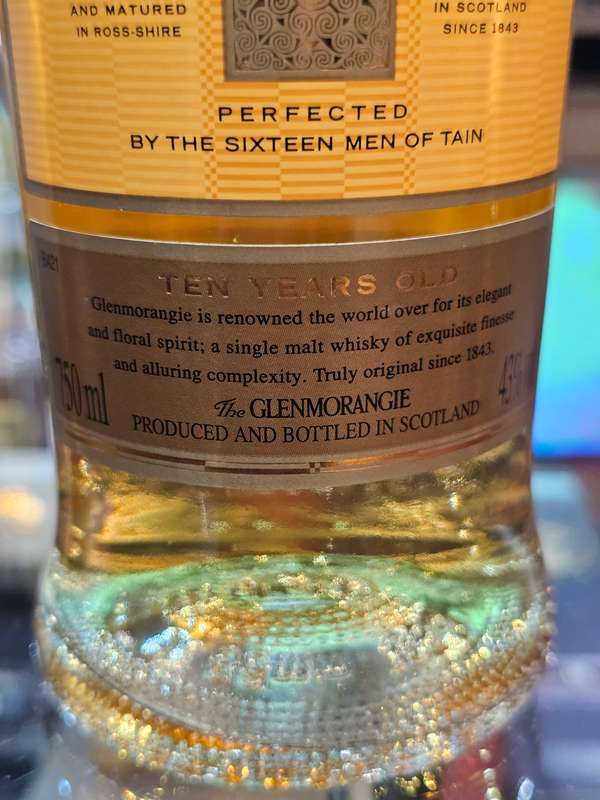 AND MATURED
IN ROSS-SHIRE
IN SCOTLAND
SINCE 1843
PERFECTED
BY THE SIXTEEN MEN OF TAIN
TEN YEARS OLD
Glenmorangie is renowned the world over for its elegant
and floral spirit; a single malt whisky of exquisite finesse
and alluring complexity. Truly original since 1843.
750 ml
The GLENMORANGIE
PRODUCED AND BOTTLED IN SCOTLAND